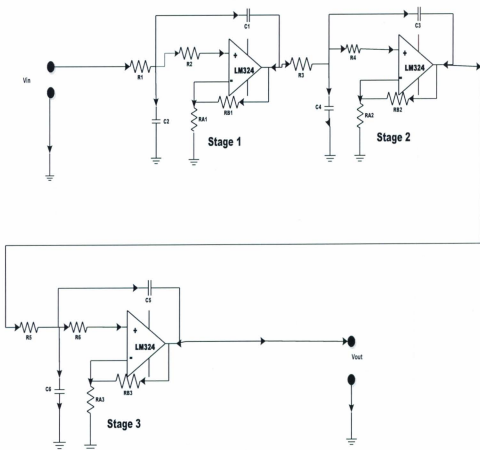 C1
C3
R2
R4
Vin
R1
LM324
R3
LM324
C2
RB1
C4
RB2
RA1
RA2
Stage 1
Stage 2
C5
R5
R6
LM324
Vout
C6
RB3
RA3
Stage 3